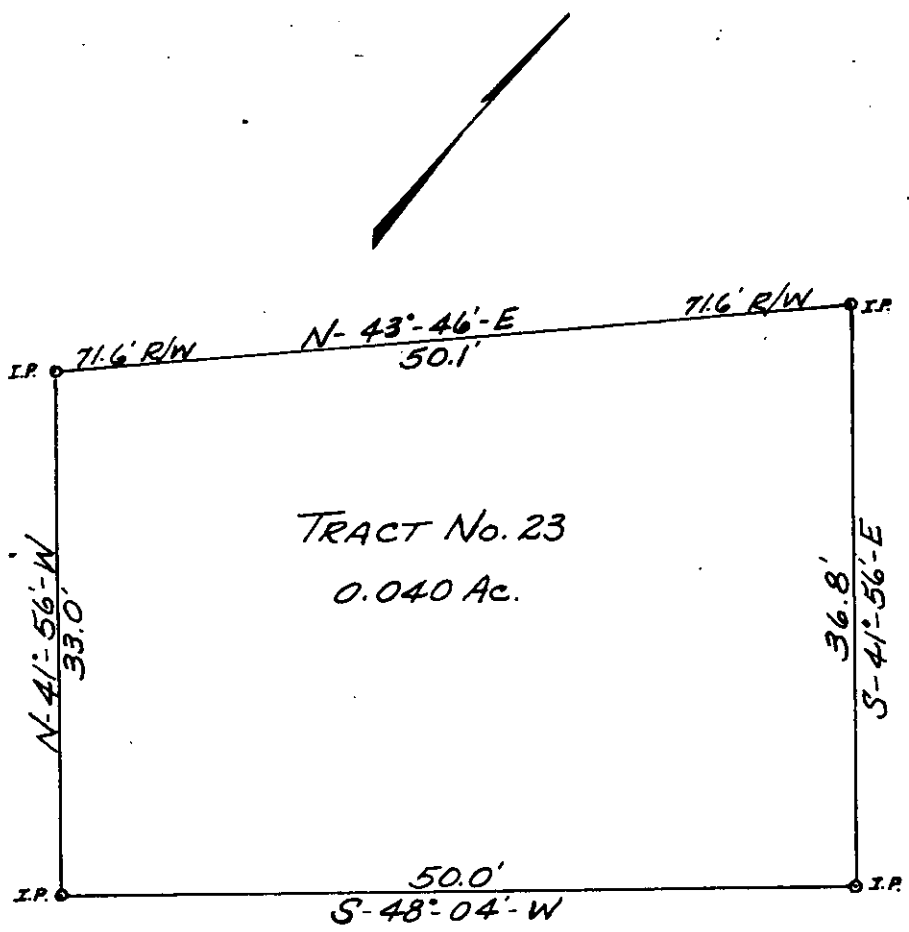 71.6' R/W
I.P.
N-43°-46'-E
50.1'
I.P.
71.6' R/W
TRACT No. 23
0.040 Ac.
N-41°-56'-W
33.0'
36.8'
S-41°-56'-E
50.0'
I.P.
I.P.
S-48°-04'-W